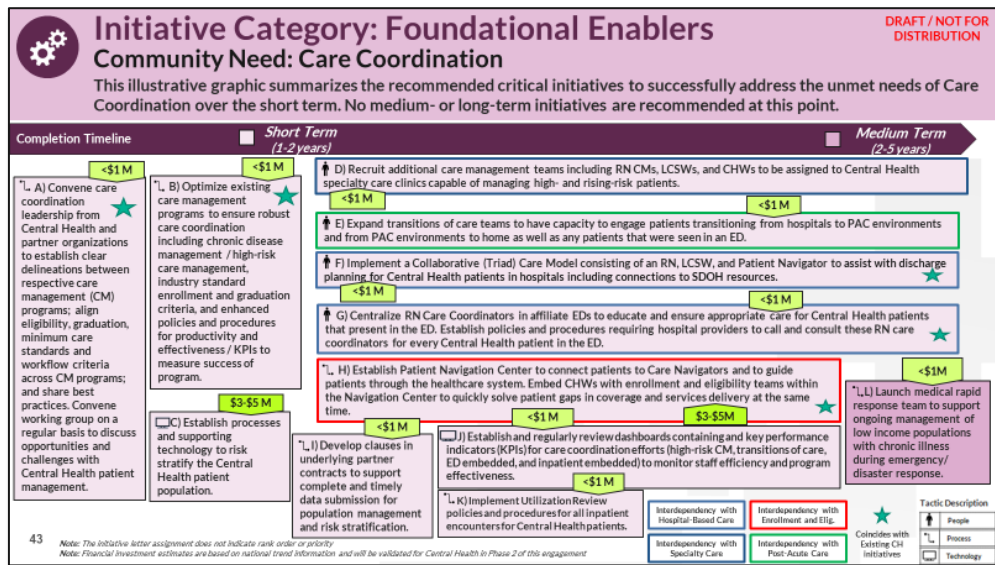 Initiative Category: Foundational Enablers
DRAFT / NOT FOR
DISTRIBUTION
Community Need: Care Coordination
This illustrative graphic summarizes the recommended critical initiatives to successfully address the unmet needs of Care
Coordination over the short term. No medium- or long-term initiatives are recommended at this point.
Completion Timeline
Short Term
(1-2 years)
Medium Term
(2-5 years)
<$1 M
A) Convene care
coordination
leadership from
Central Health and
partner organizations
to establish clear
delineations between
respective care
management (CM)
programs; align
eligibility, graduation,
minimum care
standards and
workflow criteria
across CM programs;
and share best
practices. Convene
working group on a
regular basis to discuss
opportunities and
challenges with
Central Health patient
management.
<$1 M
B) Optimize existing
care management
programs to ensure robust
care coordination
including chronic disease
management / high-risk
care management,
industry standard
enrollment and graduation
criteria, and enhanced
policies and procedures
for productivity and
effectiveness / KPIs to
measure success of
program.
$3-$5 M
C) Establish processes
and supporting
technology to risk
stratify the Central
Health patient
population.
D) Recruit additional care management teams including RN CMs, LCSWs, and CHWs to be assigned to Central Health
specialty care clinics capable of managing high- and rising-risk patients.
<$1 M
<$1 M
E) Expand transitions of care teams to have capacity to engage patients transitioning from hospitals to PAC environments
and from PAC environments to home as well as any patients that were seen in an ED.
F) Implement a Collaborative (Triad) Care Model consisting of an RN, LCSW, and Patient Navigator to assist with discharge
planning for Central Health patients in hospitals including connections to SDOH resources.
<$1 M
<$1 M
G) Centralize RN Care Coordinators in affiliate EDs to educate and ensure appropriate care for Central Health patients
that present in the ED. Establish policies and procedures requiring hospital providers to call and consult these RN care
coordinators for every Central Health patient in the ED.
H) Establish Patient Navigation Center to connect patients to Care Navigators and to guide
patients through the healthcare system. Embed CHWs with enrollment and eligibility teams within
the Navigation Center to quickly solve patient gaps in coverage and services delivery at the same
time.
<$1M
L) Launch medical rapid
response team to support
ongoing management of
low income populations
with chronic illness
during emergency/
disaster response.
<$1 M
I) Develop clauses in
underlying partner
contracts to support
complete and timely
data submission for
population management
and risk stratification.
<$1 M
$3-$5M
J) Establish and regularly review dashboards containing and key performance
indicators (KPIs) for care coordination efforts (high-risk CM, transitions of care,
ED embedded, and inpatient embedded) to monitor staff efficiency and program
effectiveness.
<$1 M
K) Implement Utilization Review
policies and procedures for all inpatient
encounters for Central Health patients.
Interdependency with
Hospital-Based Care
Interdependency with
Enrollment and Elig.
Interdependency with
Specialty Care
Interdependency with
Post-Acute Care
Coincides with
Existing CH
initiatives
Tactic Description
People
Process
Technology
43
Note: The initiative letter assignment does not indicate rank order or priority
Note: Financial investment estimates are based on national trend information and will be validated for Central Health in Phase 2 of this engagement